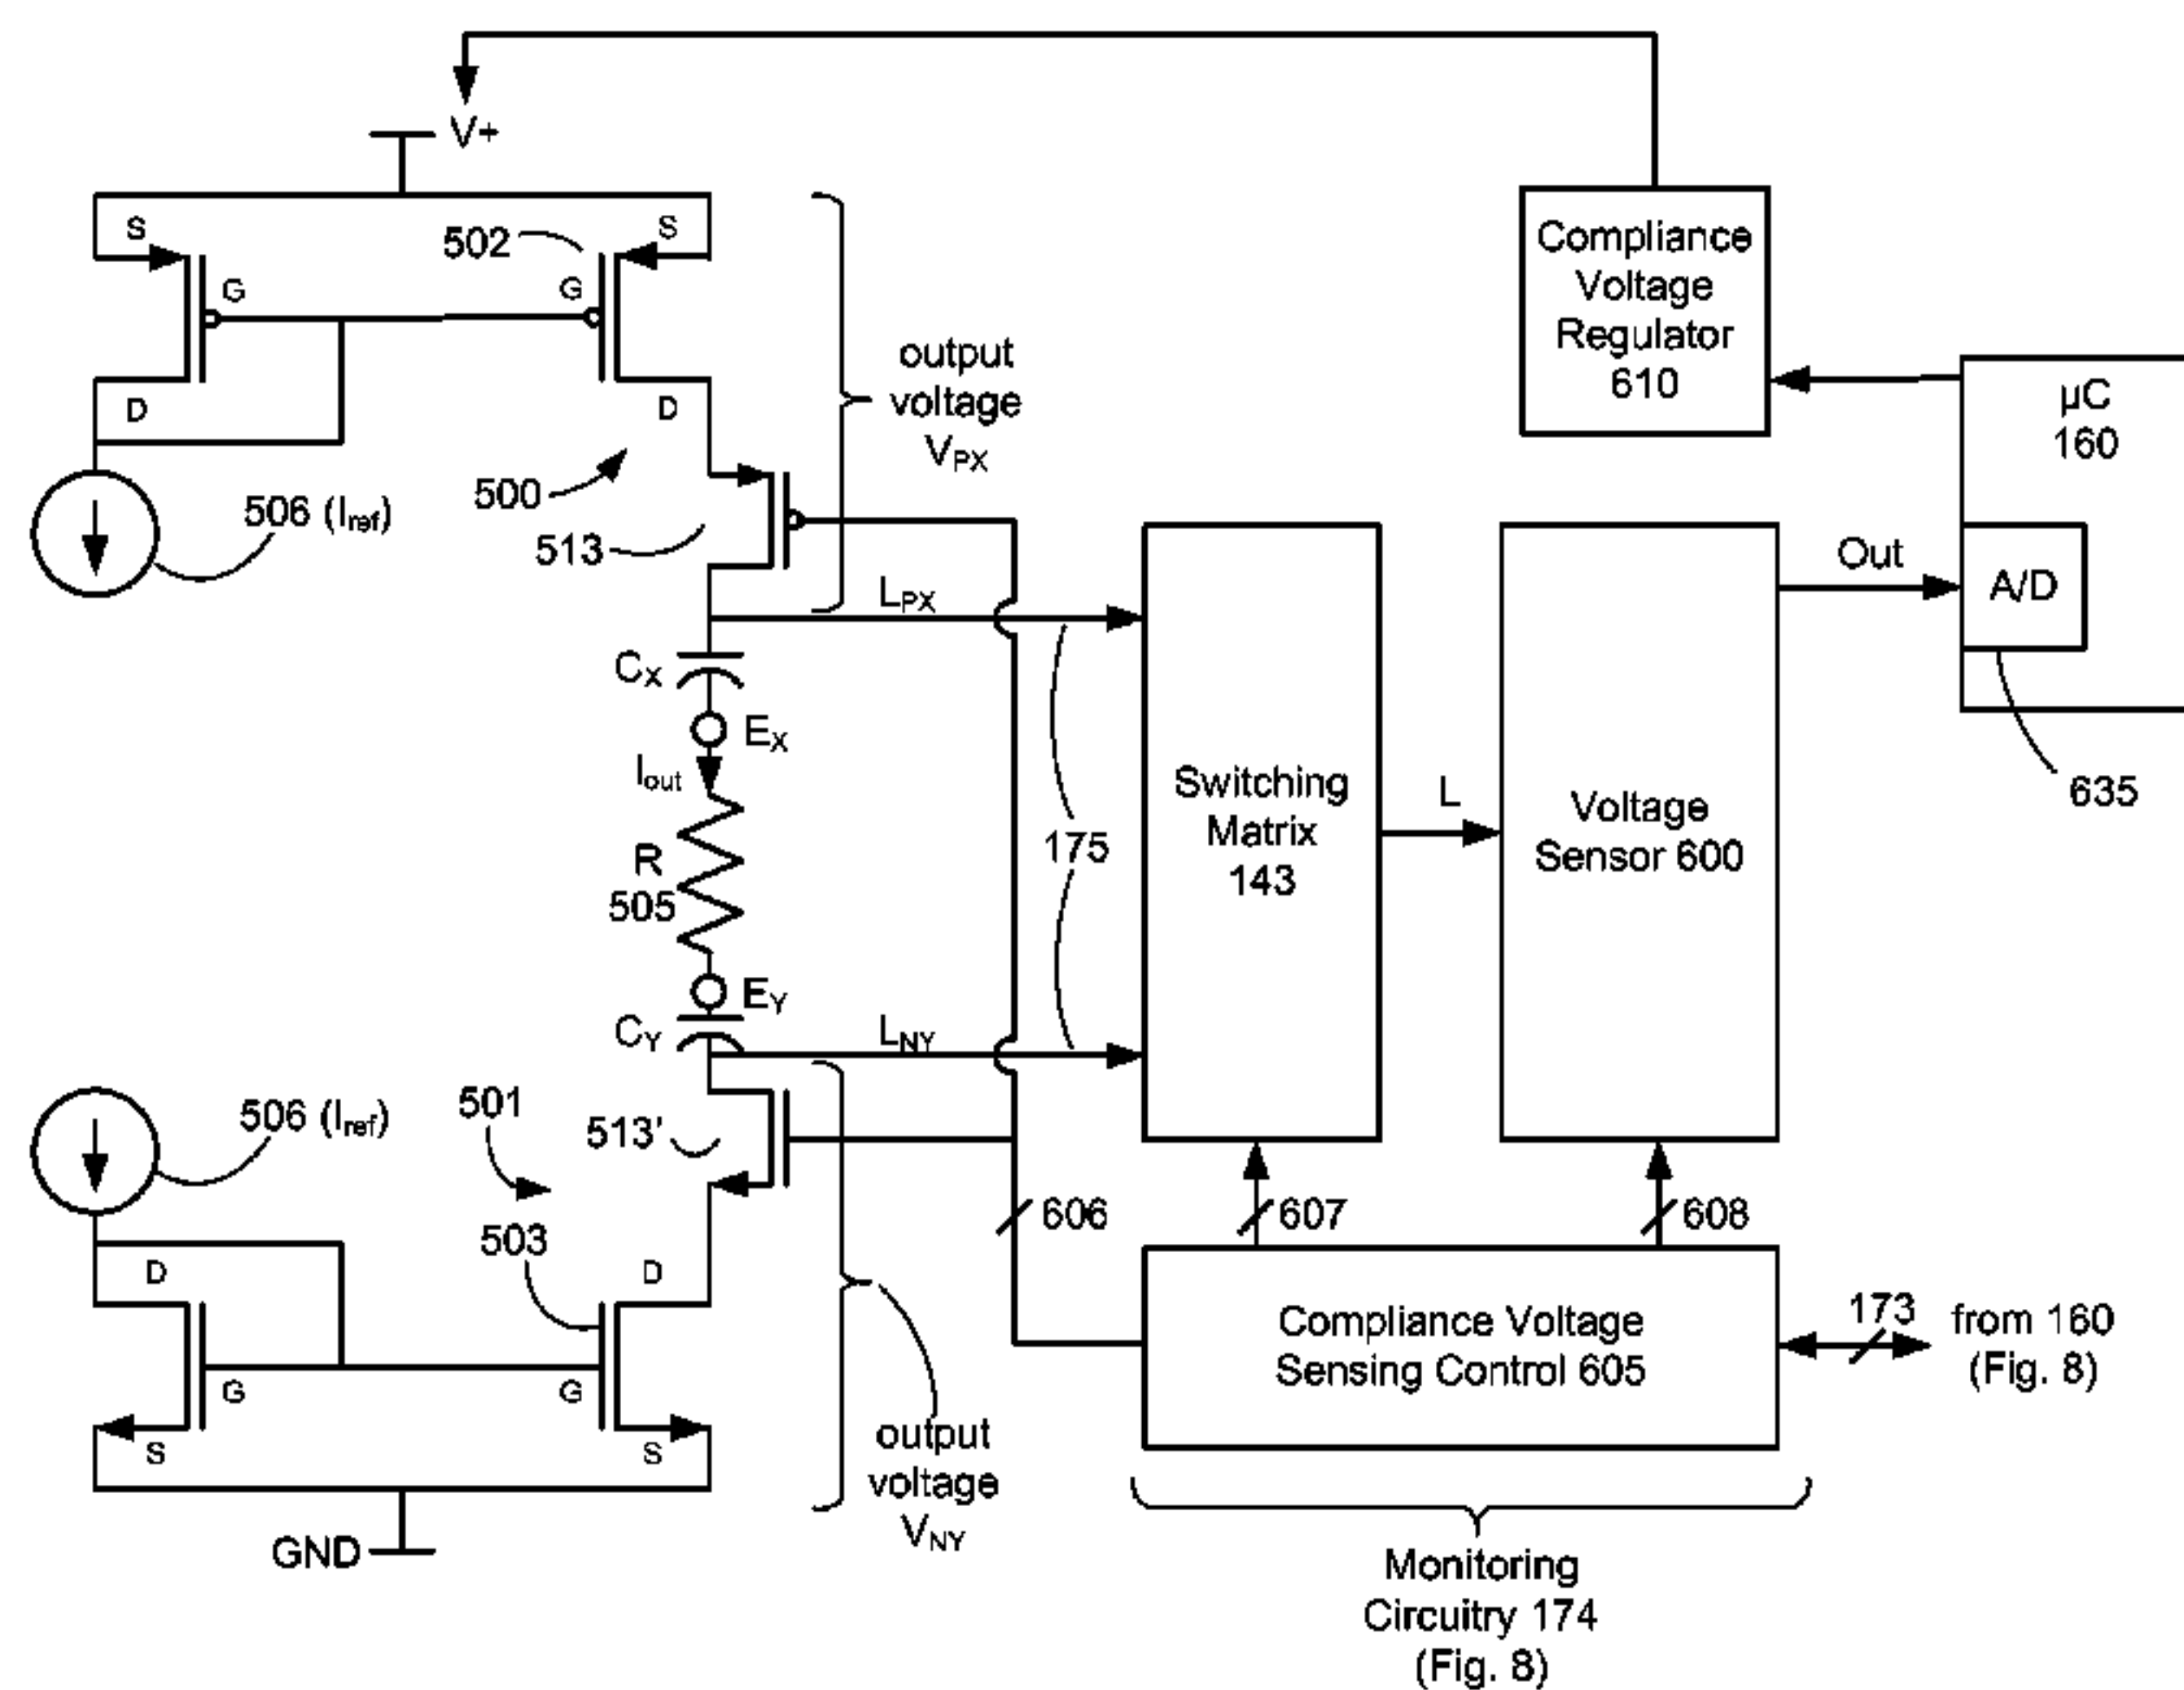 V+
S
502
S
G
G
D
D
500
506 (Iref)
513
output
voltage
VPX
Compliance
Voltage
Regulator
610
µC
160
Out
A/D
635
LPX
CX
EX
Iout
R
505
EY
CY
LNY
175
Switching
Matrix
143
L
Voltage
Sensor 600
506 (Iref)
501
513'
503
D
D
G
G
S
S
GND
output
voltage
VNY
606
607
608
Compliance Voltage
Sensing Control 605
173
from 160
(Fig. 8)
Monitoring
Circuitry 174
(Fig. 8)